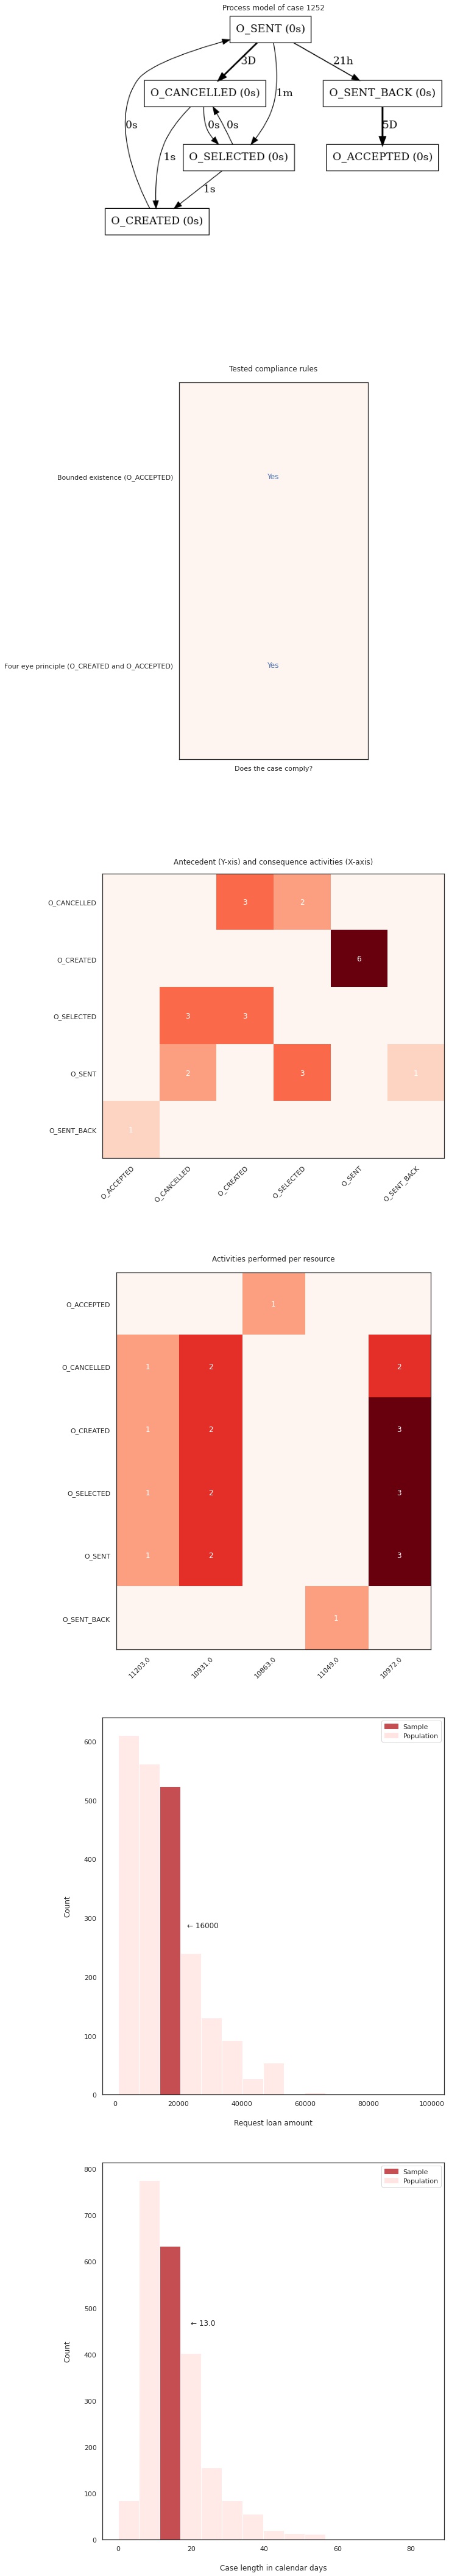 Process model of case 1252
O_SENT (0s)
3D
21h
O_CANCELLED (0s)
1m
O_SENT_BACK (0s)
0s
0s
0s
5D
1s
O_SELECTED (0s)
O_ACCEPTED (0s)
1s
O_CREATED (0s)
Tested compliance rules
Bounded existence (O_ACCEPTED)
Yes
Four eye principle (O_CREATED and O_ACCEPTED)
Yes
Does the case comply?
Antecedent (Y-xis) and consequence activities (X-axis)
O_CANCELLED
3
2
O_CREATED
6
O_SELECTED
3
3
O_SENT
2
3
1
O_SENT_BACK
1
O_ACCEPTED
O_CANCELLED
O_CREATED
O_SELECTED
O_SENT
O_SENT_BACK
Activities performed per resource
O_ACCEPTED
1
O_CANCELLED
1
2
2
O_CREATED
1
2
3
O_SELECTED
1
2
3
O_SENT
1
2
3
O_SENT_BACK
1
11203.0
10931.0
10863.0
11049.0
10972.0
Sample
Population
600
500
400
300
200
100
0
Count
← 16000
0
20000
40000
60000
80000
100000
Request loan amount
Sample
Population
800
700
600
500
400
300
200
100
0
Count
← 13.0
0
20
40
60
80
Case length in calendar days